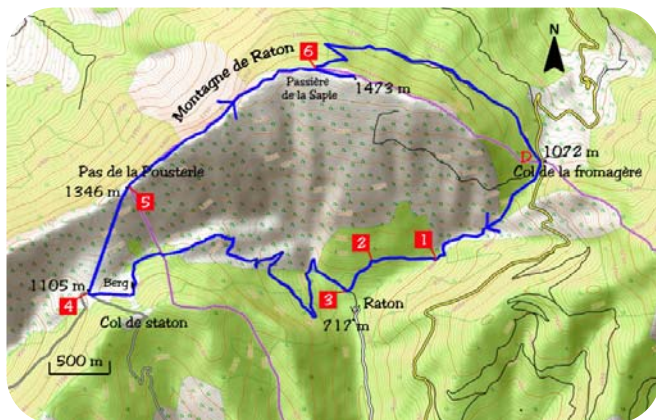 N
6
Montagne de Raton
Passière
de la Saple
1473 m
D
1072 m
Col de la fromagère
Pas de la Pousterle
1346 m
5
2
1
1105 m
Berg
4
3
Raton
Col de staton
717 m
500 m